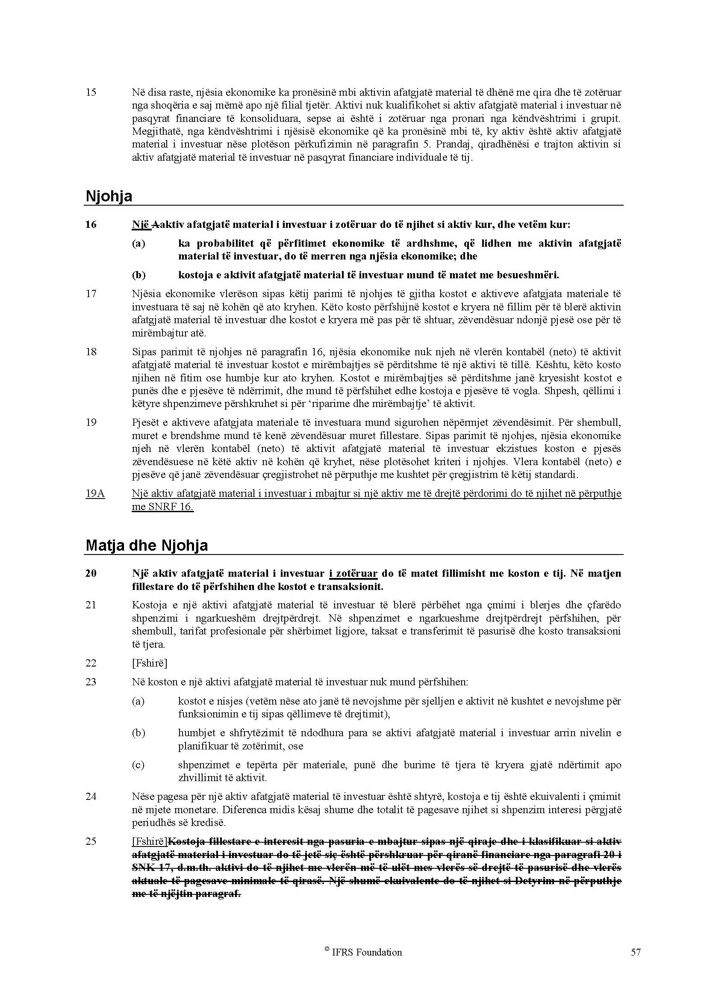 15 Në disa raste, njësia ekonomike ka pronësinë mbi aktivin afatgjatë material të dhënë me qira dhe të zotëruar
nga shoqëria e saj mëmë apo një filial tjetër. Aktivi nuk kualifikohet si aktiv afatgjatë material i investuar në
pasqyrat financiare të konsoliduara, sepse ai është i zotëruar nga pronari nga këndvështrimi i grupit.
Megjithatë, nga këndvështrimi i njësisë ekonomike që ka pronësinë mbi të, ky aktiv është aktiv afatgjatë
material i investuar nëse plotëson përkufizimin në paragrafin 5. Prandaj, qiradhënësi e trajton aktivin si
aktiv afatgjatë material të investuar në pasqyrat financiare individuale të tij.
Njohja
16 Një Aaktiv afatgjatë material i investuar i zotëruar do të njihet si aktiv kur, dhe vetëm kur:
(a) ka probabilitet që përfitimet ekonomike të ardhshme, që lidhen me aktivin afatgjatë
material të investuar, do të merren nga njësia ekonomike; dhe
(b) kostoja e aktivit afatgjatë material të investuar mund të matet me besueshmëri.
17 Njësia ekonomike vlerëson sipas këtij parimi të njohjes të gjitha kostot e aktiveve afatgjata materiale të
investuara të saj në kohën që ato kryhen. Këto kosto përfshijnë kostot e kryera në fillim për të blerë aktivin
afatgjatë material të investuar dhe kostot e kryera më pas për të shtuar, zëvendësuar ndonjë pjesë ose për të
mirëmbajtur atë.
18 Sipas parimit të njohjes në paragrafin 16, njësia ekonomike nuk njeh në vlerën kontabël (neto) të aktivit
afatgjatë material të investuar kostot e mirëmbajtjes së përditshme të një aktivi të tillë. Kështu, këto kosto
njihen në fitim ose humbje kur ato kryhen. Kostot e mirëmbajtjes së përditshme janë kryesisht kostot e
punës dhe e pjesëve të ndërrimit, dhe mund të përfshihet edhe kostoja e pjesëve të vogla. Shpesh, qëllimi i
këtyre shpenzimeve përshkruhet si për ‘riparime dhe mirëmbajtje’ të aktivit.
19 Pjesët e aktiveve afatgjata materiale të investuara mund sigurohen nëpërmjet zëvendësimit. Për shembull,
muret e brendshme mund të kenë zëvendësuar muret fillestare. Sipas parimit të njohjes, njësia ekonomike
njeh në vlerën kontabël (neto) të aktivit afatgjatë material të investuar ekzistues koston e pjesës
zëvendësuese në këtë aktiv në kohën që kryhet, nëse plotësohet kriteri i njohjes. Vlera kontabël (neto) e
pjesëve që janë zëvendësuar çregjistrohet në përputhje me kushtet për çregjistrim të këtij standardi.
19A Një aktiv afatgjatë material i investuar i mbajtur si një aktiv me të drejtë përdorimi do të njihet në përputhje
me SNRF 16.
Matja dhe Njohja
20 Një aktiv afatgjatë material i investuar i zotëruar do të matet fillimisht me koston e tij. Në matjen
fillestare do të përfshihen dhe kostot e transaksionit.
21 Kostoja e një aktivi afatgjatë material të investuar të blerë përbëhet nga çmimi i blerjes dhe çfarëdo
shpenzimi i ngarkueshëm drejtpërdrejt. Në shpenzimet e ngarkueshme drejtpërdrejt përfshihen, për
shembull, tarifat profesionale për shërbimet ligjore, taksat e transferimit të pasurisë dhe kosto transaksioni
të tjera.
22 [Fshirë]
23 Në koston e një aktivi afatgjatë material të investuar nuk mund përfshihen:
(a) kostot e nisjes (vetëm nëse ato janë të nevojshme për sjelljen e aktivit në kushtet e nevojshme për
funksionimin e tij sipas qëllimeve të drejtimit),
(b) humbjet e shfrytëzimit të ndodhura para se aktivi afatgjatë material i investuar arrin nivelin e
planifikuar të zotërimit, ose
(c) shpenzimet e tepërta për materiale, punë dhe burime të tjera të kryera gjatë ndërtimit apo
zhvillimit të aktivit.
24 Nëse pagesa për një aktiv afatgjatë material të investuar është shtyrë, kostoja e tij është ekuivalenti i çmimit
në mjete monetare. Diferenca midis kësaj shume dhe totalit të pagesave njihet si shpenzim interesi përgjatë
periudhës së kredisë.
25 [Fshirë]Kostoja fillestare e interesit nga pasuria e mbajtur sipas një qiraje dhe i klasifikuar si aktiv
afatgjatë material i investuar do të jetë siç është përshkruar për qiranë financiare nga paragrafi 20 i
SNK 17, d.m.th. aktivi do të njihet me vlerën më të ulët mes vlerës së drejtë të pasurisë dhe vlerës
aktuale të pagesave minimale të qirasë. Një shumë ekuivalente do të njihet si Detyrim në përputhje
me të njëjtin paragraf.
© IFRS Foundation 57